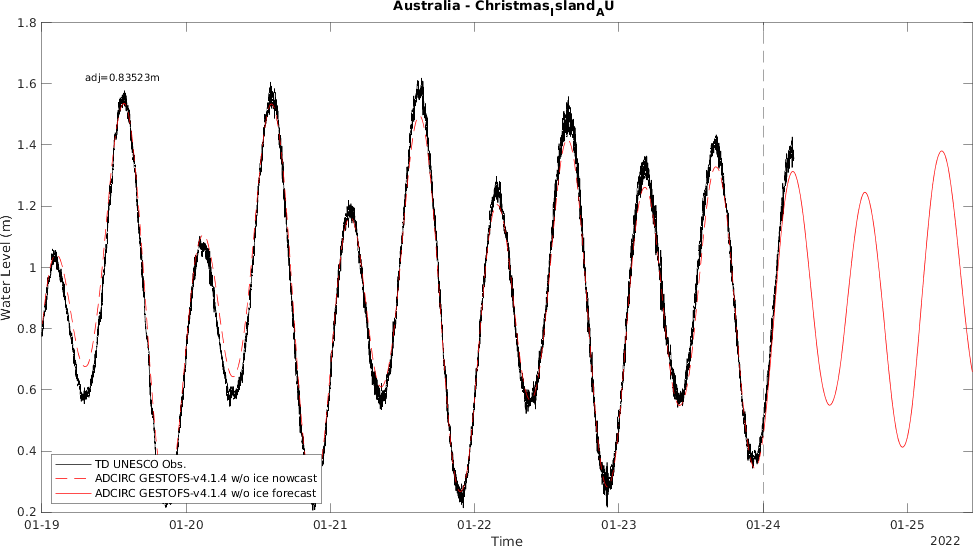 Australia - Christmas_Island_AU
1.8
1.6
1.4
1.2
1
0.8
0.6
0.4
0.2
Water Level (m)
adj=0.83523m
TD UNESCO Obs.
ADCIRC GESTOFS-v4.1.4 w/o ice nowcast
ADCIRC GESTOFS-v4.1.4 w/o ice forecast
01-19 01-20 01-21 01-22 01-23 01-24 01-25
Time
2022